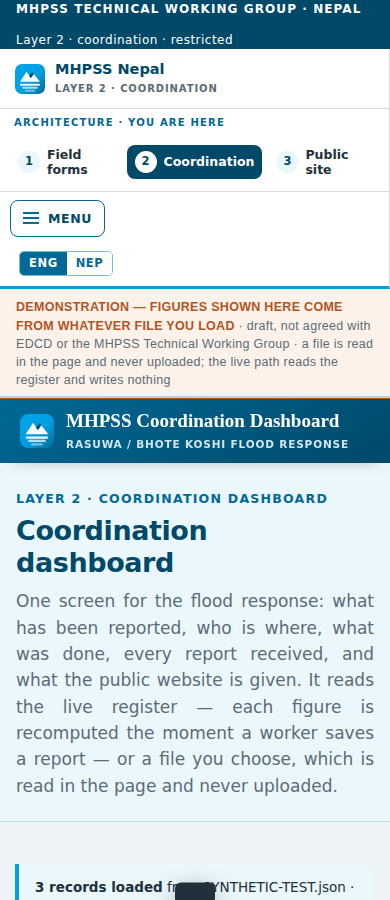 MHPSS TECHNICAL WORKING GROUP · NEPAL
Layer 2 · coordination · restricted
MHPSS Nepal
LAYER 2 · COORDINATION
ARCHITECTURE · YOU ARE HERE
1 Field forms
2 Coordination
3 Public site
MENU
ENG NEP
DEMONSTRATION — FIGURES SHOWN HERE COME
FROM WHATEVER FILE YOU LOAD · draft, not agreed with
EDCD or the MHPSS Technical Working Group · a file is read
in the page and never uploaded; the live path reads the
register and writes nothing
MHPSS Coordination Dashboard
RASUWA / BHOTE KOSHI FLOOD RESPONSE
LAYER 2 · COORDINATION DASHBOARD
Coordination
dashboard
One screen for the flood response: what
has been reported, who is where, what
was done, every report received, and
what the public website is given. It reads
the live register — each figure is
recomputed the moment a worker saves
a report — or a file you choose, which is
read in the page and never uploaded.
3 records loaded SYNTHETIC-TEST.json ·